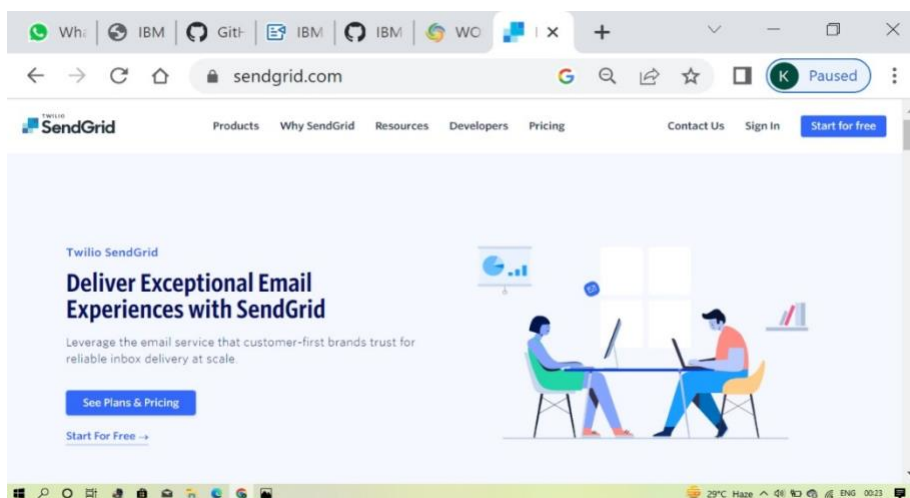 Wha
IBM
GitH
IBM
IBM
WO
sendgrid.com
G
K
Paused
TWILIO
SendGrid
Products
Why SendGrid
Resources
Developers
Pricing
Contact Us
Sign In
Start for free
Twilio SendGrid
Deliver Exceptional Email
Experiences with SendGrid
Leverage the email service that customer-first brands trust for
reliable inbox delivery at scale.
See Plans & Pricing
Start For Free →
29°C Haze
ENG
00:23